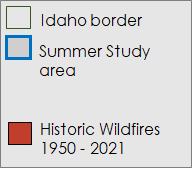 Idaho border
Summer Study
area
Historic Wildfires
1950 - 2021